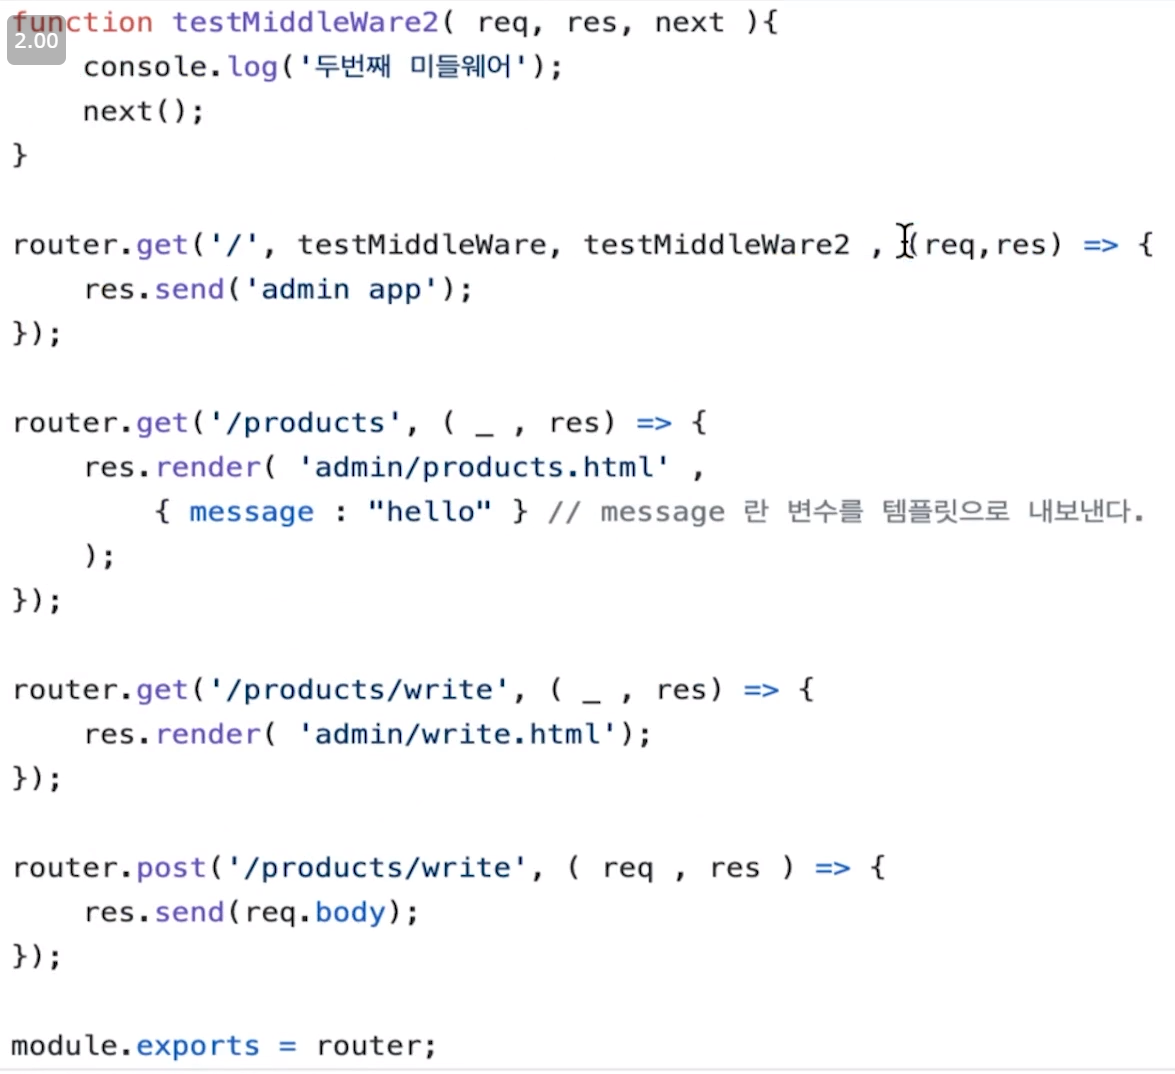 function testMiddleWare2( req, res, next ){
2.00
    console.log('두번째 미들웨어');
    next();
}
router.get('/', testMiddleWare, testMiddleWare2 , (req,res) => {
    res.send('admin app');
});
router.get('/products', ( _ , res) => {
    res.render( 'admin/products.html' ,
        { message : "hello" } // message 란 변수를 템플릿으로 내보낸다.
    );
});
router.get('/products/write', ( _ , res) => {
    res.render( 'admin/write.html');
});
router.post('/products/write', ( req , res ) => {
    res.send(req.body);
});
module.exports = router;